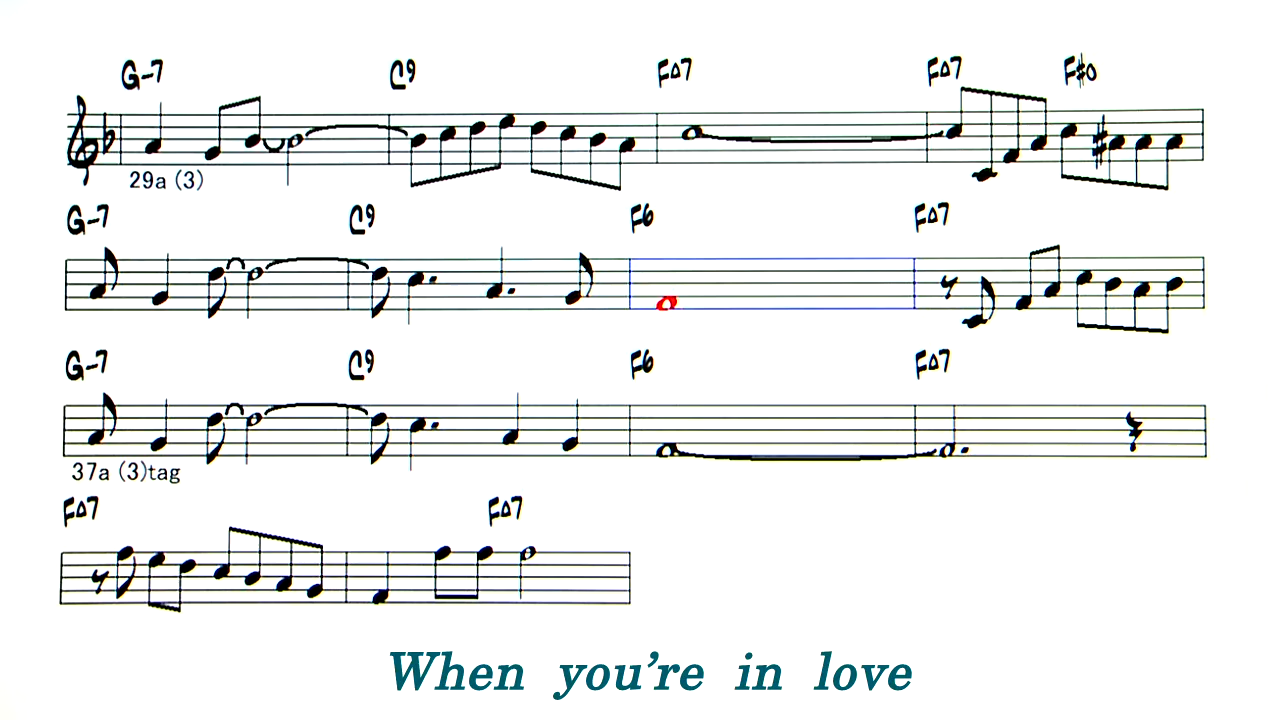 G-7 C9 F△7 F△7 F#o
29a (3)
G-7 C9 F6 F△7
G-7 C9 F6 F△7
37a (3)tag
F△7 F△7
When you're in love